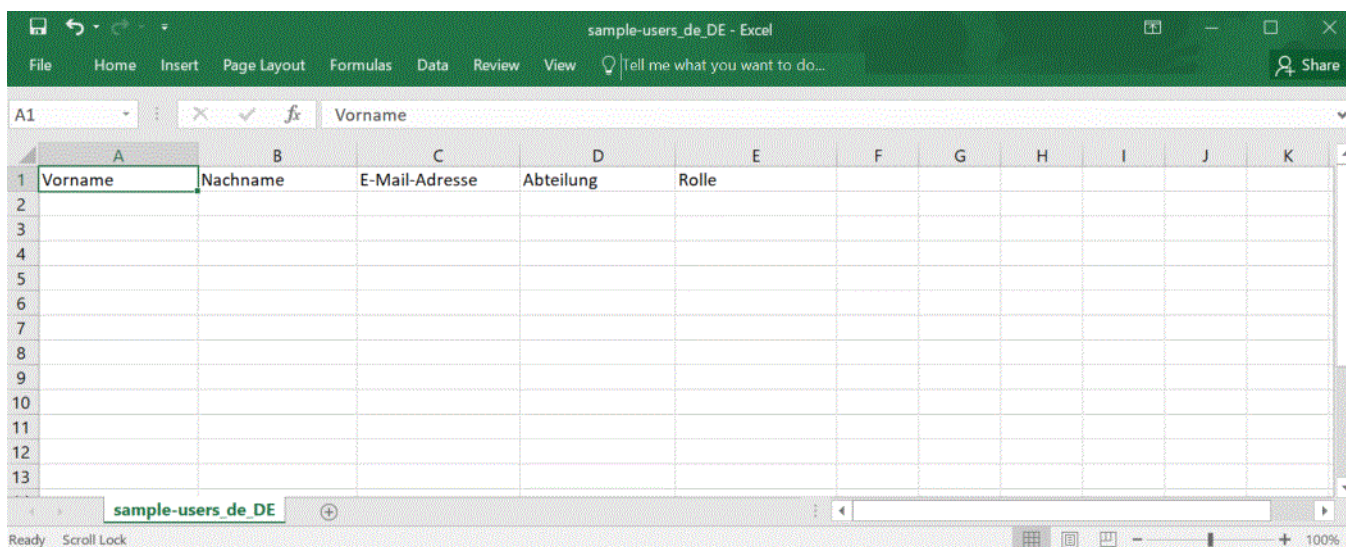 sample-users_de_DE - Excel
File Home Insert Page Layout Formulas Data Review View Tell me what you want to do... Share
A1 fx Vorname
A B C D E F G H I J K
1 Vorname Nachname E-Mail-Adresse Abteilung Rolle
2
3
4
5
6
7
8
9
10
11
12
13
sample-users_de_DE
Ready Scroll Lock 100%